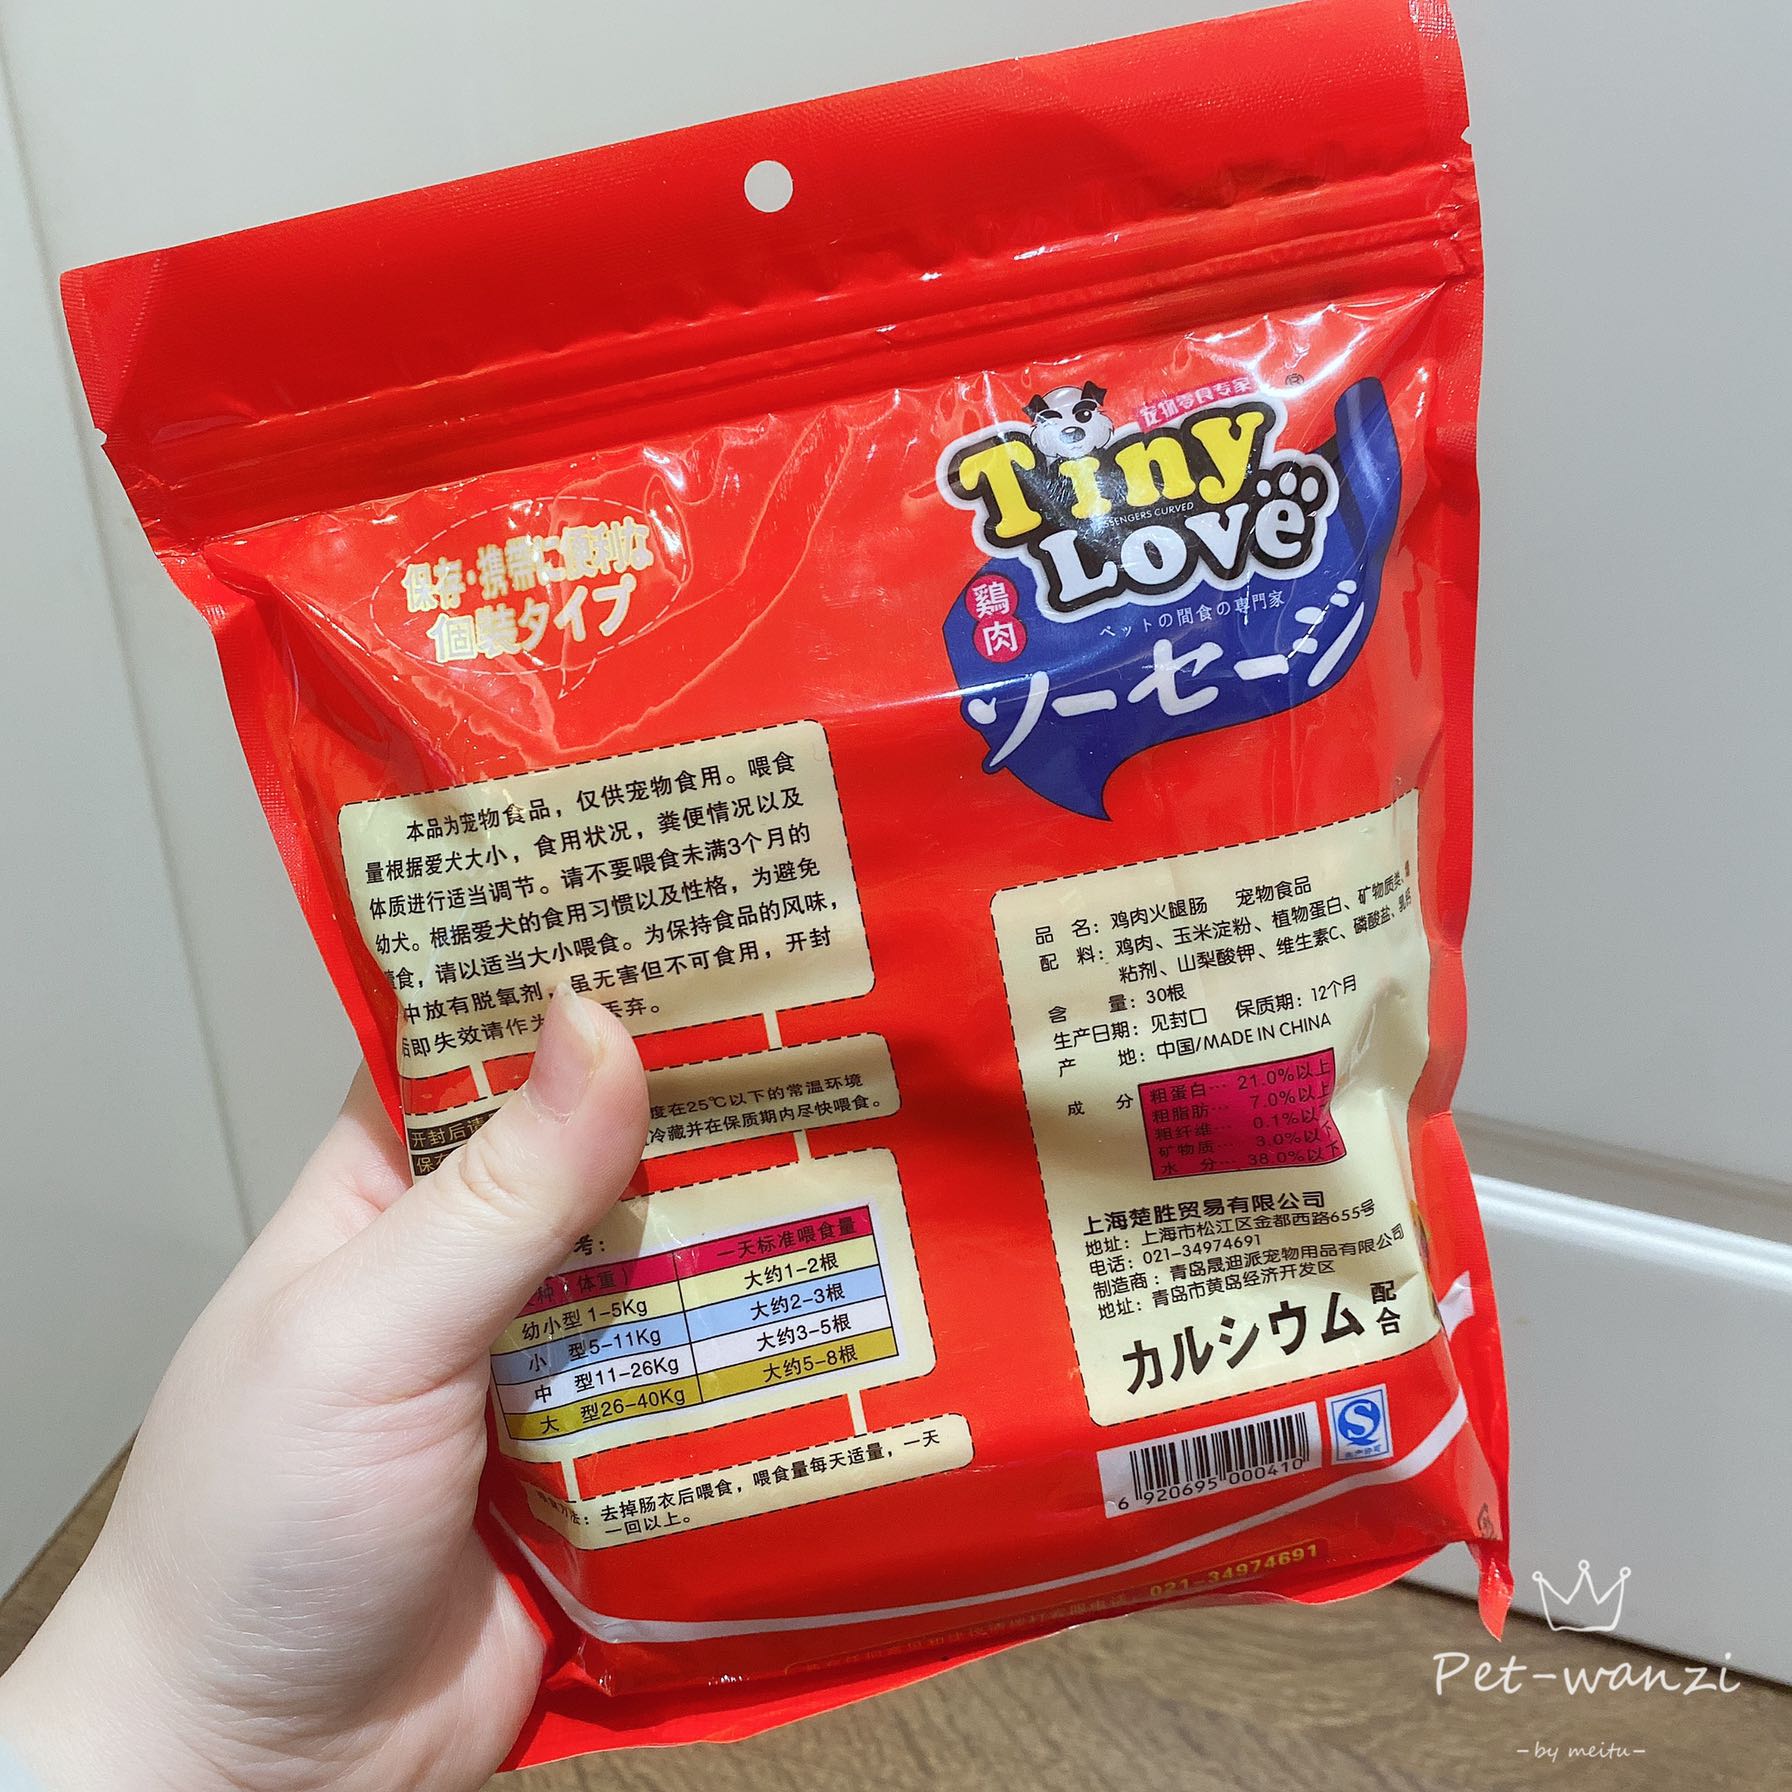 宠物零食专家
®
Tiny
Love
鶏肉
ペットの間食の専門家
ソーセージ
保存・携帯に便利な
個装タイプ
本品为宠物食品，仅供宠物食用。喂食
量根据爱犬大小，食用状况，粪便情况以及
体质进行适当调节。请不要喂食未满3个月的
幼犬。根据爱犬的食用习惯以及性格，为避免
食，请以适当大小喂食。为保持食品的风味，
中放有脱氧剂，虽无害但不可食用，开封
后即失效请作为 丢弃。
开封后请
保存
度在25℃以下的常温环境
冷藏并在保质期内尽快喂食。
考：
种（体重） 一天标准喂食量
幼小型 1-5Kg 大约1-2根
小 型5-11Kg 大约2-3根
中 型11-26Kg 大约3-5根
大 型26-40Kg 大约5-8根
法：去掉肠衣后喂食，喂食量每天适量，一天
一回以上。
品 名：鸡肉火腿肠 宠物食品
配 料：鸡肉、玉米淀粉、植物蛋白、矿物质类、
粘剂、山梨酸钾、维生素C、磷酸盐、乳钙
含 量：30根
生产日期：见封口 保质期：12个月
产 地：中国/MADE IN CHINA
成 分
粗蛋白… 21.0%以上
粗脂肪… 7.0%以上
粗纤维… 0.1%以下
矿物质… 3.0%以下
水 分… 38.0%以下
上海楚胜贸易有限公司
地址：上海市松江区金都西路655号
电话：021-34974691
制造商：青岛晟迪派宠物用品有限公司
地址：青岛市黄岛经济开发区
カルシウム配合
6 920695 000410
021-34974691
Pet-wanzi
-by meitu-